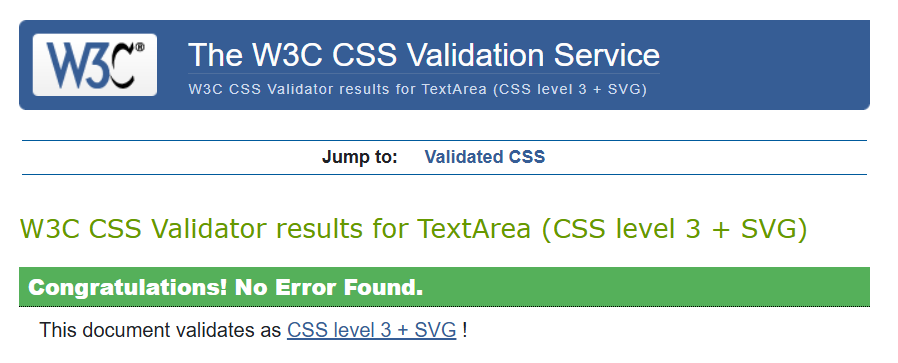 W3C®
The W3C CSS Validation Service
W3C CSS Validator results for TextArea (CSS level 3 + SVG)
Jump to: Validated CSS
W3C CSS Validator results for TextArea (CSS level 3 + SVG)
Congratulations! No Error Found.
This document validates as CSS level 3 + SVG !